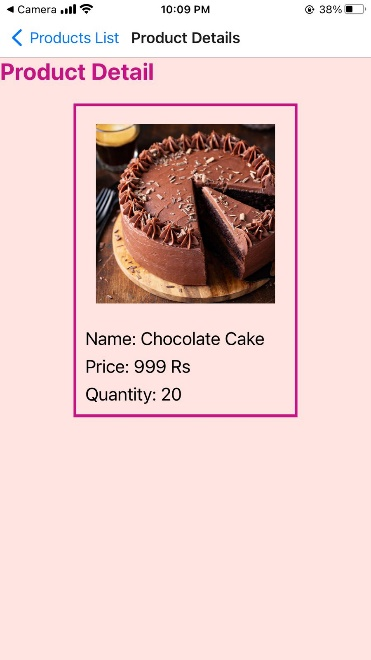 Camera 10:09 PM 38%
Products List Product Details
Product Detail
Name: Chocolate Cake
Price: 999 Rs
Quantity: 20